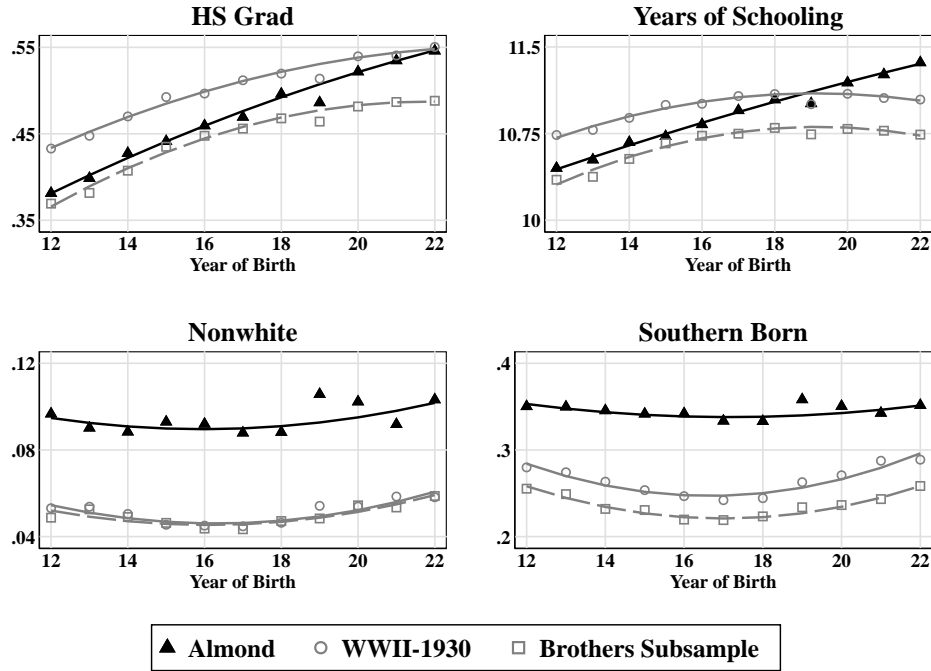 HS Grad
.55
.45
.35
12 14 16 18 20 22
Year of Birth
Years of Schooling
11.5
10.75
10
12 14 16 18 20 22
Year of Birth
Nonwhite
.12
.08
.04
12 14 16 18 20 22
Year of Birth
Southern Born
.4
.3
.2
12 14 16 18 20 22
Year of Birth
Almond WWII-1930 Brothers Subsample